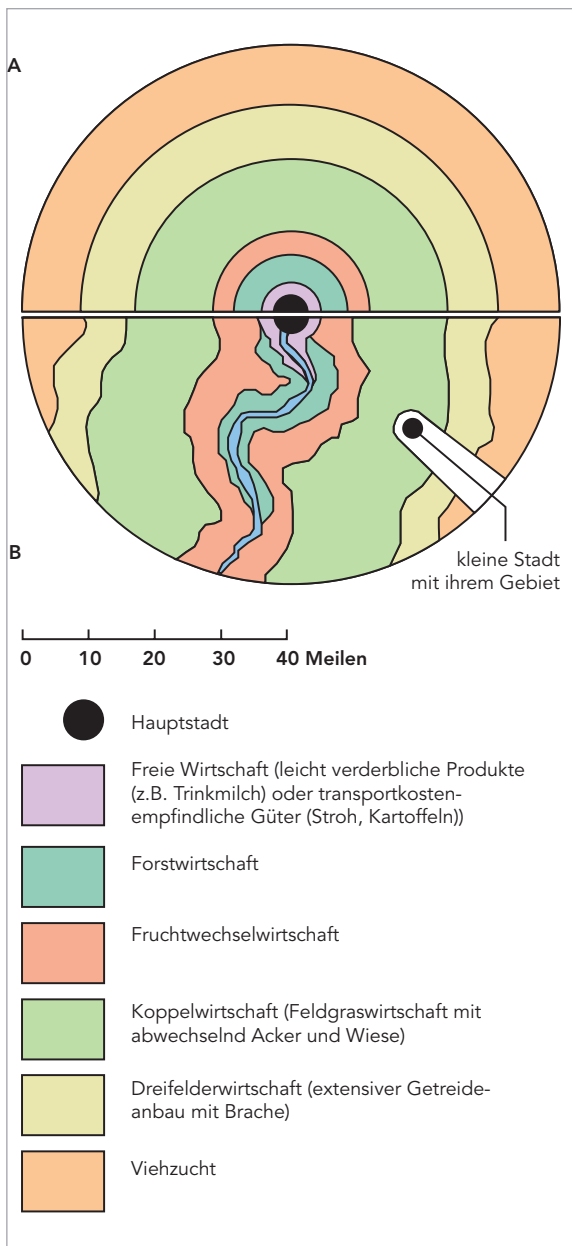 A
B
kleine Stadt
mit ihrem Gebiet
0 10 20 30 40 Meilen
Hauptstadt
Freie Wirtschaft (leicht verderbliche Produkte
(z.B. Trinkmilch) oder transportkosten-
empfindliche Güter (Stroh, Kartoffeln))
Forstwirtschaft
Fruchtwechselwirtschaft
Koppelwirtschaft (Feldgraswirtschaft mit
abwechselnd Acker und Wiese)
Dreifelderwirtschaft (extensiver Getreide-
anbau mit Brache)
Viehzucht